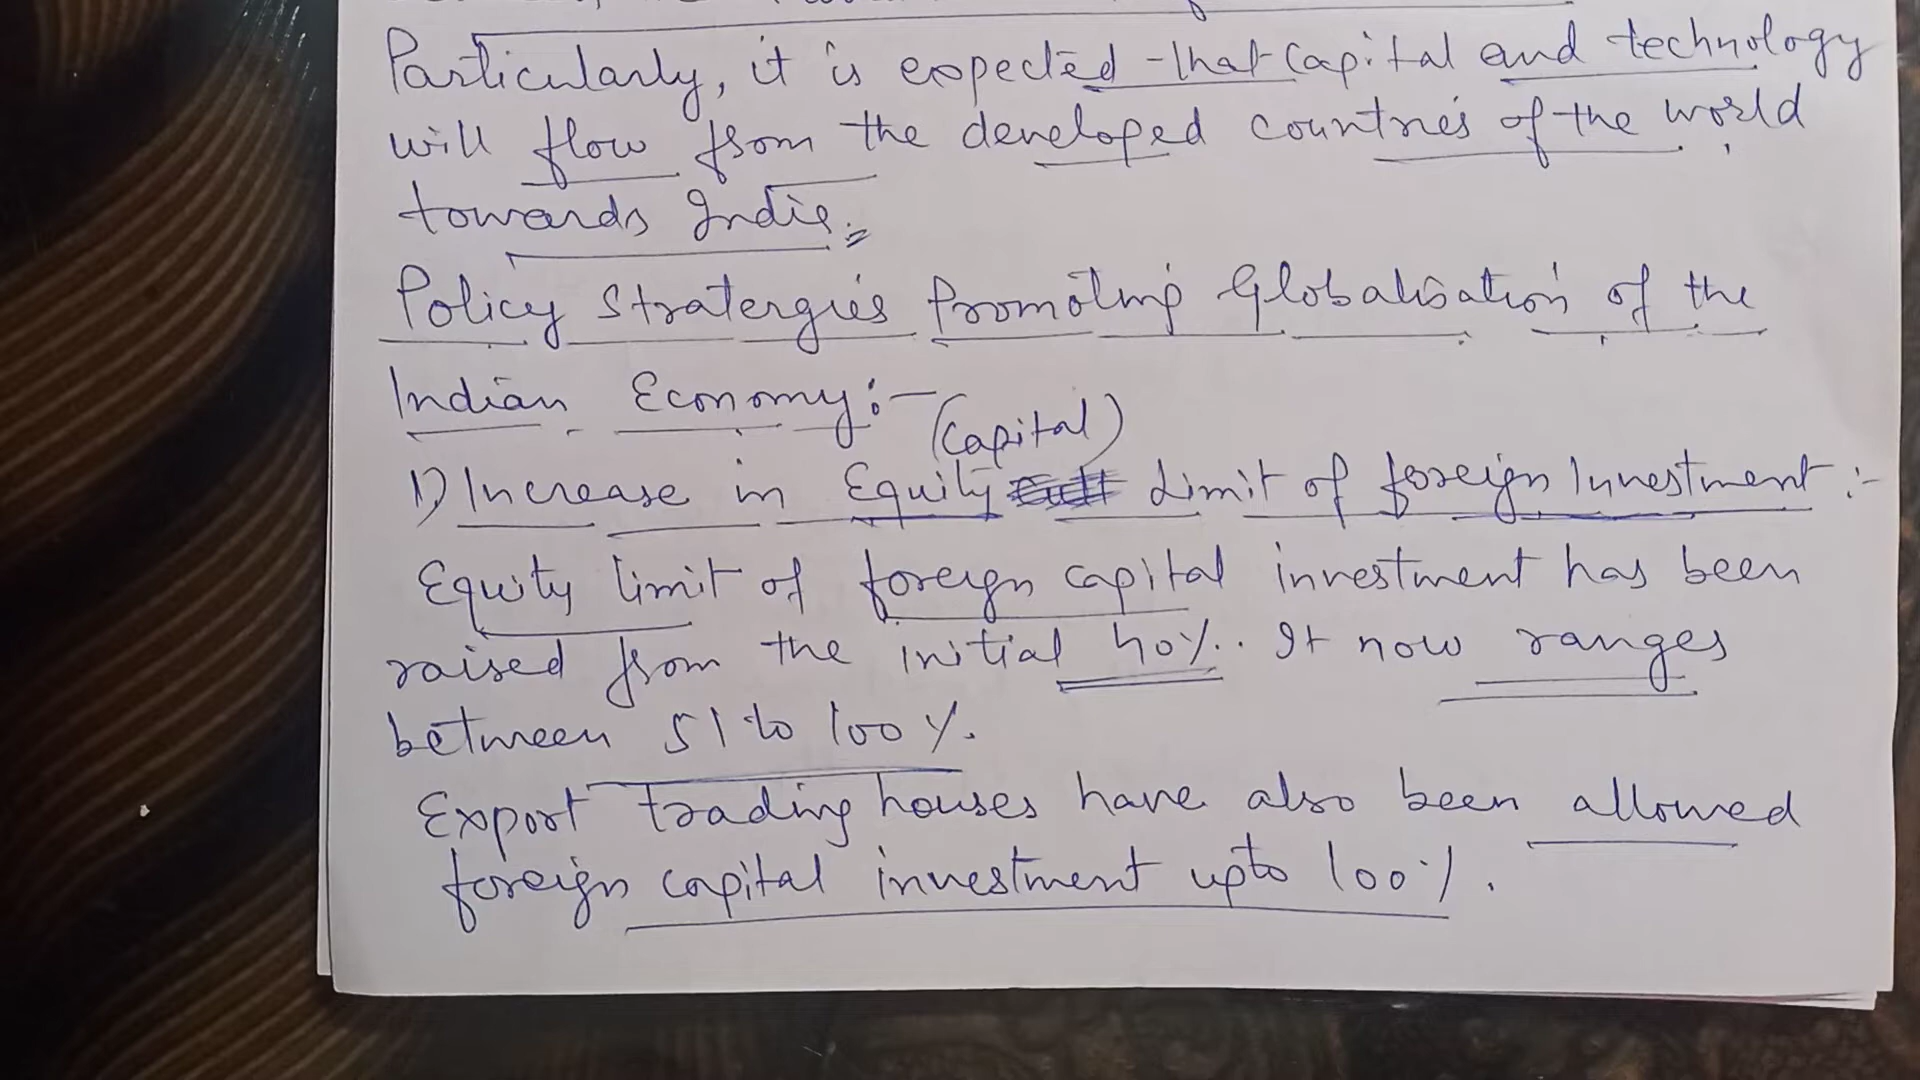 Particularly, it is expected that Capital and technology
will flow from the developed countries of the world
towards India.
Policy Stratergies Promoting Globalisation of the
Indian Economy:-
(Capital)
1) Increase in Equity Limit of foreign Investment :-
Equity limit of foreign capital investment has been
raised from the initial 40%. It now ranges
between 51 to 100%.
Export trading houses have also been allowed
foreign capital investment upto 100%.